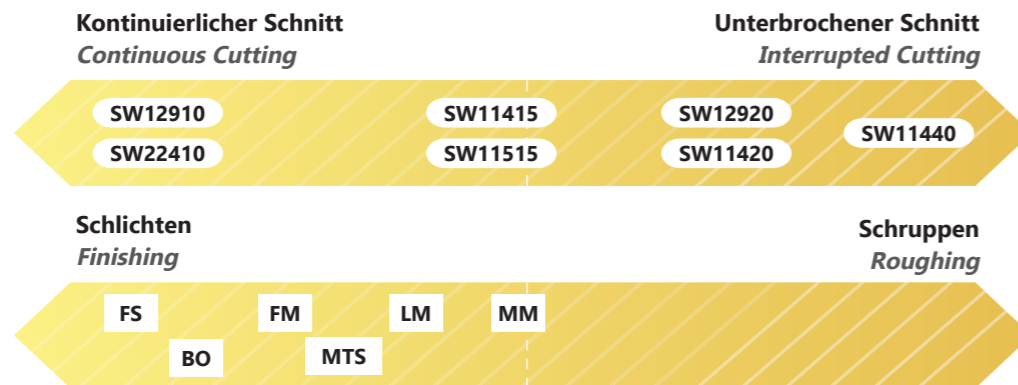 Kontinuierlicher Schnitt
Continuous Cutting
Unterbrochener Schnitt
Interrupted Cutting
SW12910
SW11415
SW12920
SW11440
SW22410
SW11515
SW11420
Schlichten
Finishing
Schruppen
Roughing
FS
FM
LM
MM
BO
MTS